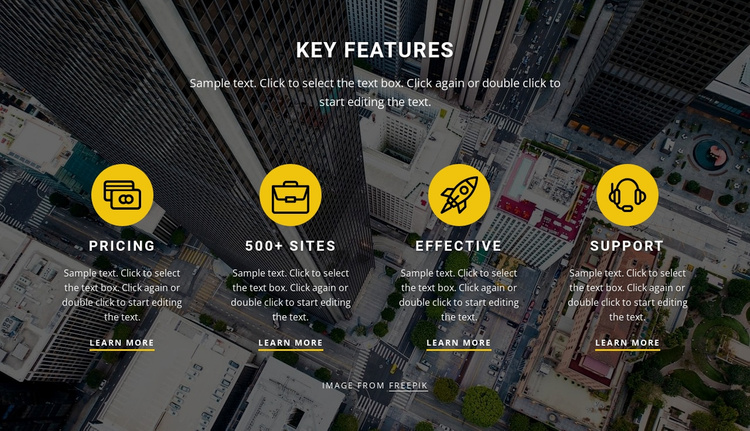 KEY FEATURES
Sample text. Click to select the text box. Click again or double click to
start editing the text.
PRICING
Sample text. Click to select
the text box. Click again or
double click to start editing
the text.
LEARN MORE
500+ SITES
Sample text. Click to select
the text box. Click again or
double click to start editing
the text.
LEARN MORE
EFFECTIVE
Sample text. Click to select
the text box. Click again or
double click to start editing
the text.
LEARN MORE
SUPPORT
Sample text. Click to select
the text box. Click again or
double click to start editing
the text.
LEARN MORE
IMAGE FROM FREEPIK